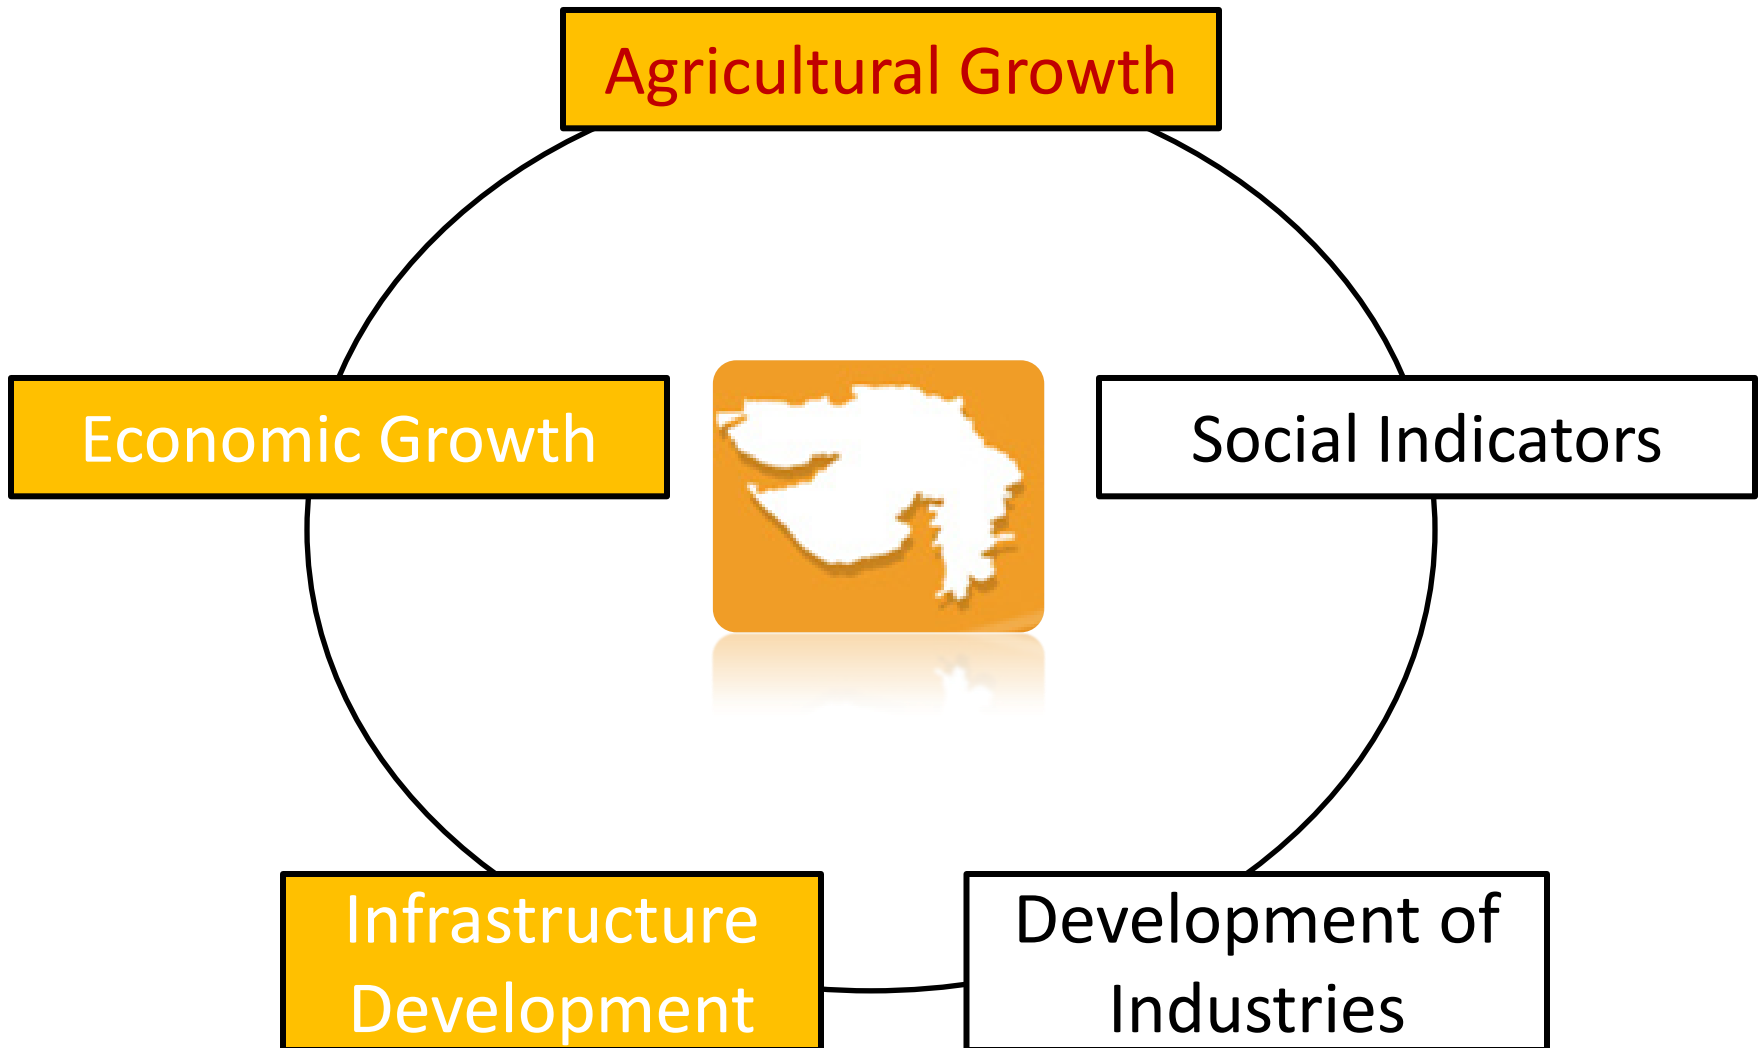 Agricultural Growth
Economic Growth
Social Indicators
Infrastructure
Development
Development of
Industries